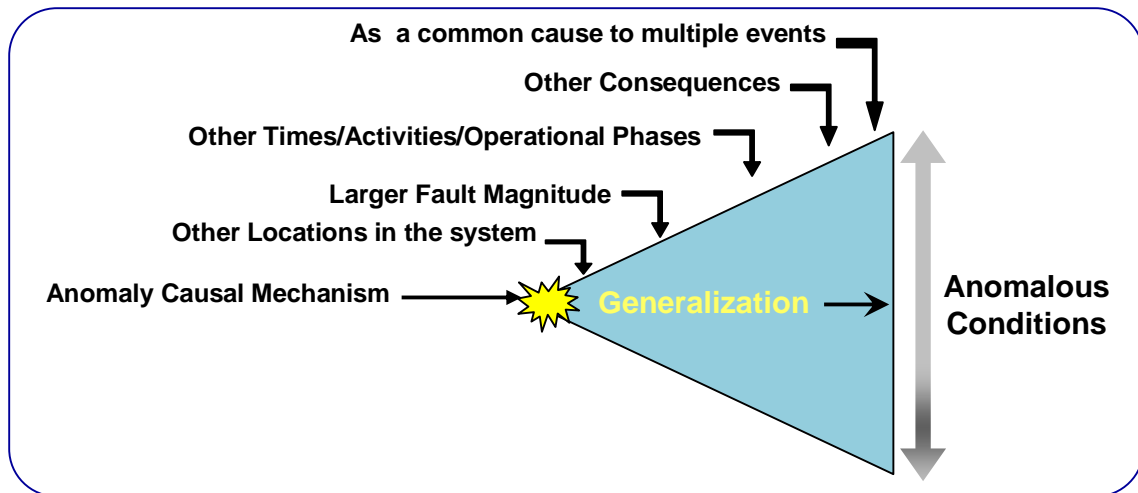 As a common cause to multiple events
Other Consequences
Other Times/Activities/Operational Phases
Larger Fault Magnitude
Other Locations in the system
Anomaly Causal Mechanism
Generalization
Anomalous
Conditions